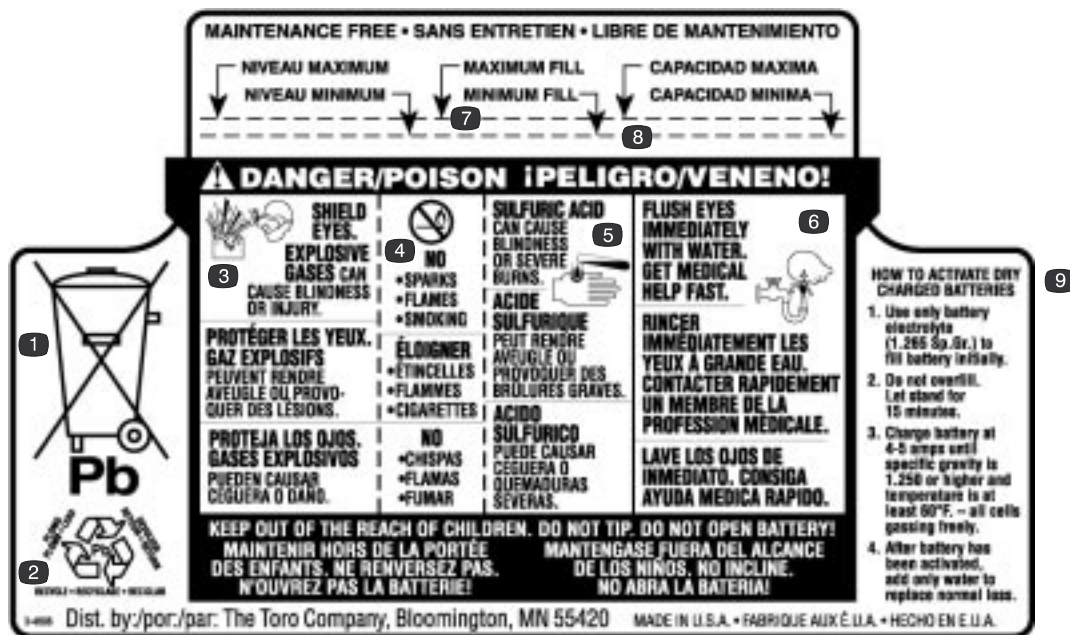 MAINTENANCE FREE • SANS ENTRETIEN • LIBRE DE MANTENIMIENTO
NIVEAU MAXIMUM
MAXIMUM FILL
CAPACIDAD MAXIMA
NIVEAU MINIMUM
MINIMUM FILL
CAPACIDAD MINIMA
7
8
DANGER/POISON ¡PELIGRO/VENENO!
SHIELD
EYES.
EXPLOSIVE
GASES CAN
CAUSE BLINDNESS
OR INJURY.
3
PROTÉGER LES YEUX.
GAZ EXPLOSIFS
PEUVENT RENDRE
AVEUGLE OU PROVO-
QUER DES LÉSIONS.
PROTEJA LOS OJOS.
GASES EXPLOSIVOS
PUEDEN CAUSAR
CEGUERA O DAÑO.
4
NO
•SPARKS
•FLAMES
•SMOKING
ÉLOIGNER
•ÉTINCELLES
•FLAMMES
•CIGARETTES
NO
•CHISPAS
•FLAMAS
•FUMAR
SULFURIC ACID
CAN CAUSE
BLINDNESS
OR SEVERE
BURNS.
5
ACIDE
SULFURIQUE
PEUT RENDRE
AVEUGLE OU
PROVOQUER DES
BRÛLURES GRAVES.
ACIDO
SULFURICO
PUEDE CAUSAR
CEGUERA O
QUEMADURAS
SEVERAS.
FLUSH EYES
IMMEDIATELY
WITH WATER.
GET MEDICAL
HELP FAST.
6
RINCER
IMMÉDIATEMENT LES
YEUX À GRANDE EAU.
CONTACTER RAPIDEMENT
UN MEMBRE DE LA
PROFESSION MEDICALE.
LAVE LOS OJOS DE
INMEDIATO. CONSIGA
AYUDA MEDICA RAPIDO.
KEEP OUT OF THE REACH OF CHILDREN. DO NOT TIP. DO NOT OPEN BATTERY!
MAINTENIR HORS DE LA PORTÉE
DES ENFANTS. NE RENVERSEZ PAS.
N'OUVREZ PAS LA BATTERIE!
MANTENGASE FUERA DEL ALCANCE
DE LOS NIÑOS. NO INCLINE.
NO ABRA LA BATERIA!
1
Pb
2
RECYCLE • RECYCLAGE • RECICLAR
9
HOW TO ACTIVATE DRY
CHARGED BATTERIES
1. Use only battery
electrolyte
(1.265 Sp.Gr.) to
fill battery initially.
2. Do not overfill.
Let stand for
15 minutes.
3. Charge battery at
4-5 amps until
specific gravity is
1.250 or higher and
temperature is at
least 60°F. – all cells
gassing freely.
4. After battery has
been activated,
add only water to
replace normal loss.
Dist. by:/por:/par: The Toro Company, Bloomington, MN 55420
MADE IN U.S.A. • FABRIQUE AUX É.U.A. • HECHO EN E.U.A.